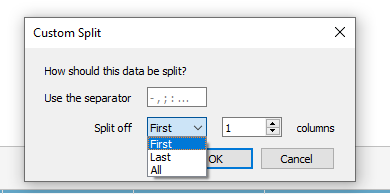 Custom Split
How should this data be split?
Use the separator - , ; : ...
Split off First 1 columns
First
Last
All
OK Cancel